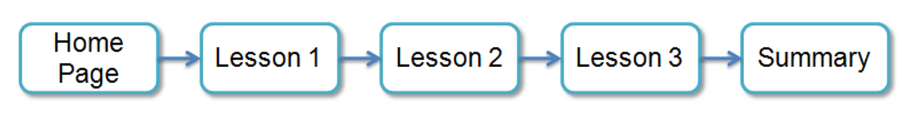 Home
Page
Lesson 1
Lesson 2
Lesson 3
Summary